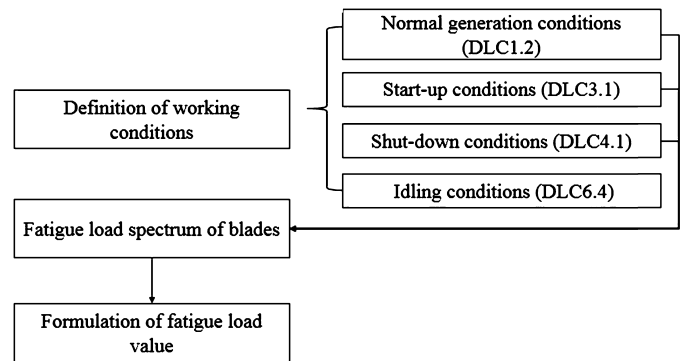 Normal generation conditions
(DLC1.2)
Start-up conditions (DLC3.1)
Definition of working
conditions
Shut-down conditions (DLC4.1)
Idling conditions (DLC6.4)
Fatigue load spectrum of blades
Formulation of fatigue load
value